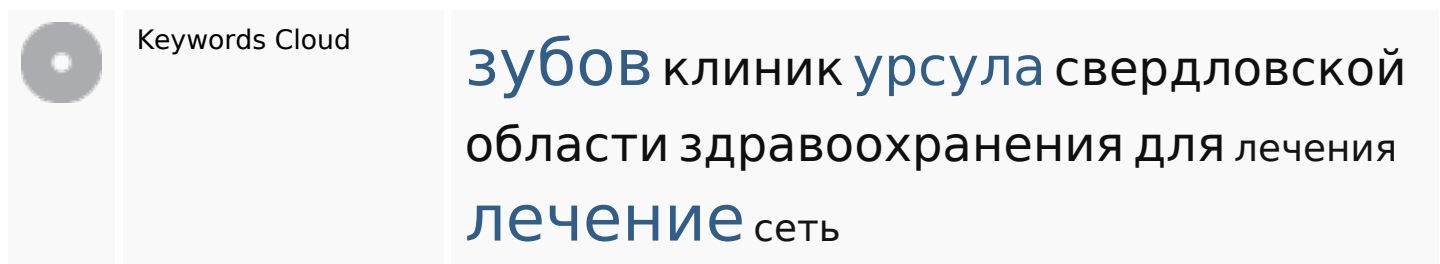 Keywords Cloud
зубов клиник урсула свердловской
области здравоохранения для лечения
лечение сеть